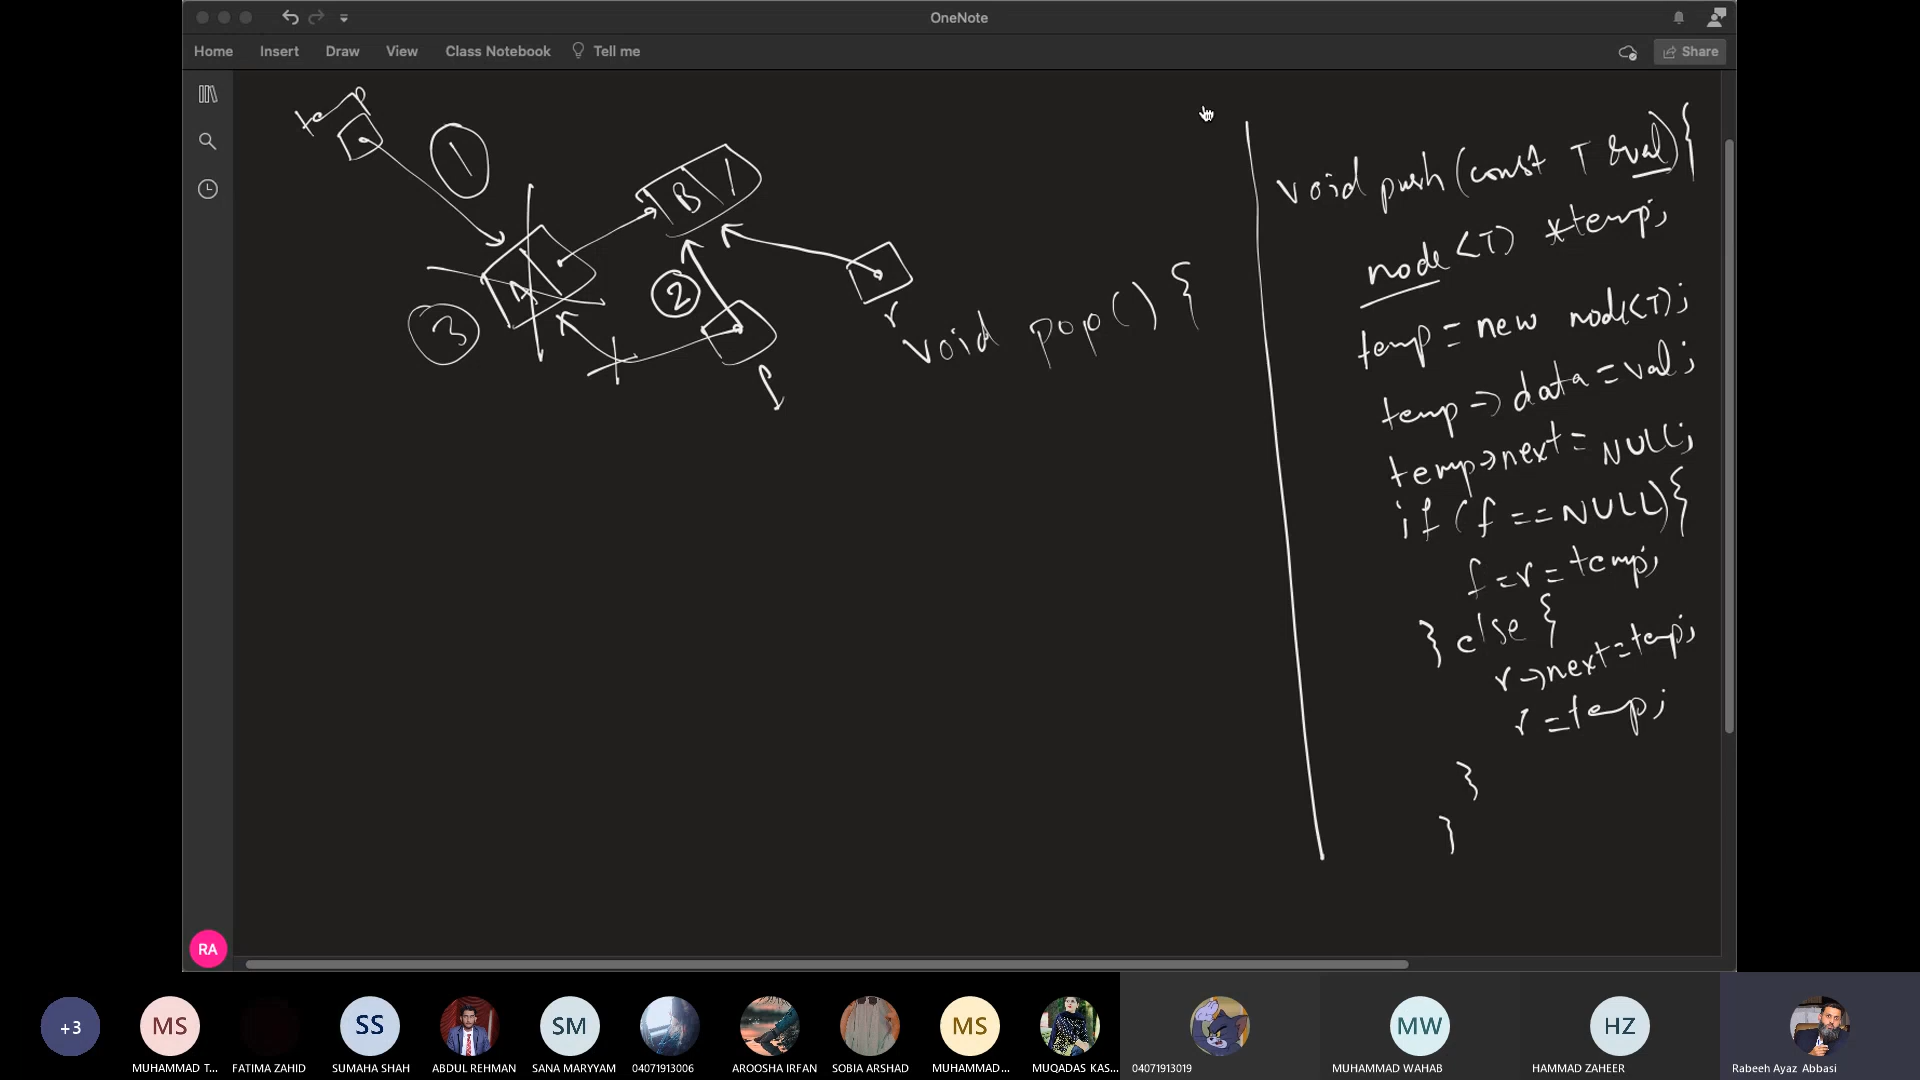 OneNote
Home Insert Draw View Class Notebook Tell me
Share
temp
1
B
A
2
3
r
f
void pop() {
void push(const T &val){
node<T> *temp;
temp = new node<T>;
temp->data = val;
temp->next = NULL;
if (f == NULL){
f = r = temp;
} else {
r->next = temp;
r = temp;
}
}
RA
+3
MS
SS
SM
MS
MW
HZ
MUHAMMAD T...
FATIMA ZAHID
SUMAHA SHAH
ABDUL REHMAN
SANA MARYYAM
04071913006
AROOSHA IRFAN
SOBIA ARSHAD
MUHAMMAD...
MUQADAS KAS...
04071913019
MUHAMMAD WAHAB
HAMMAD ZAHEER
Rabeeh Ayaz Abbasi